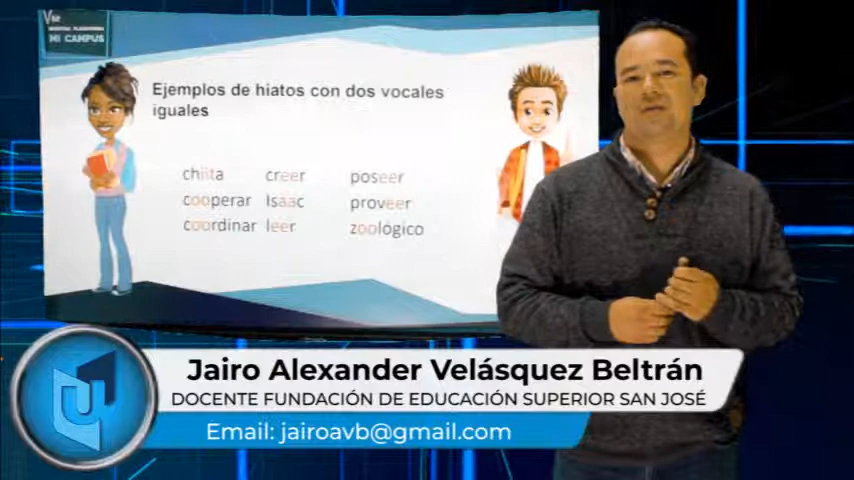 MI CAMPUS
Ejemplos de hiatos con dos vocales
iguales
chiita creer poseer
cooperar Isaac proveer
coordinar leer zoológico
Jairo Alexander Velásquez Beltrán
DOCENTE FUNDACIÓN DE EDUCACIÓN SUPERIOR SAN JOSÉ
Email: jairoavb@gmail.com